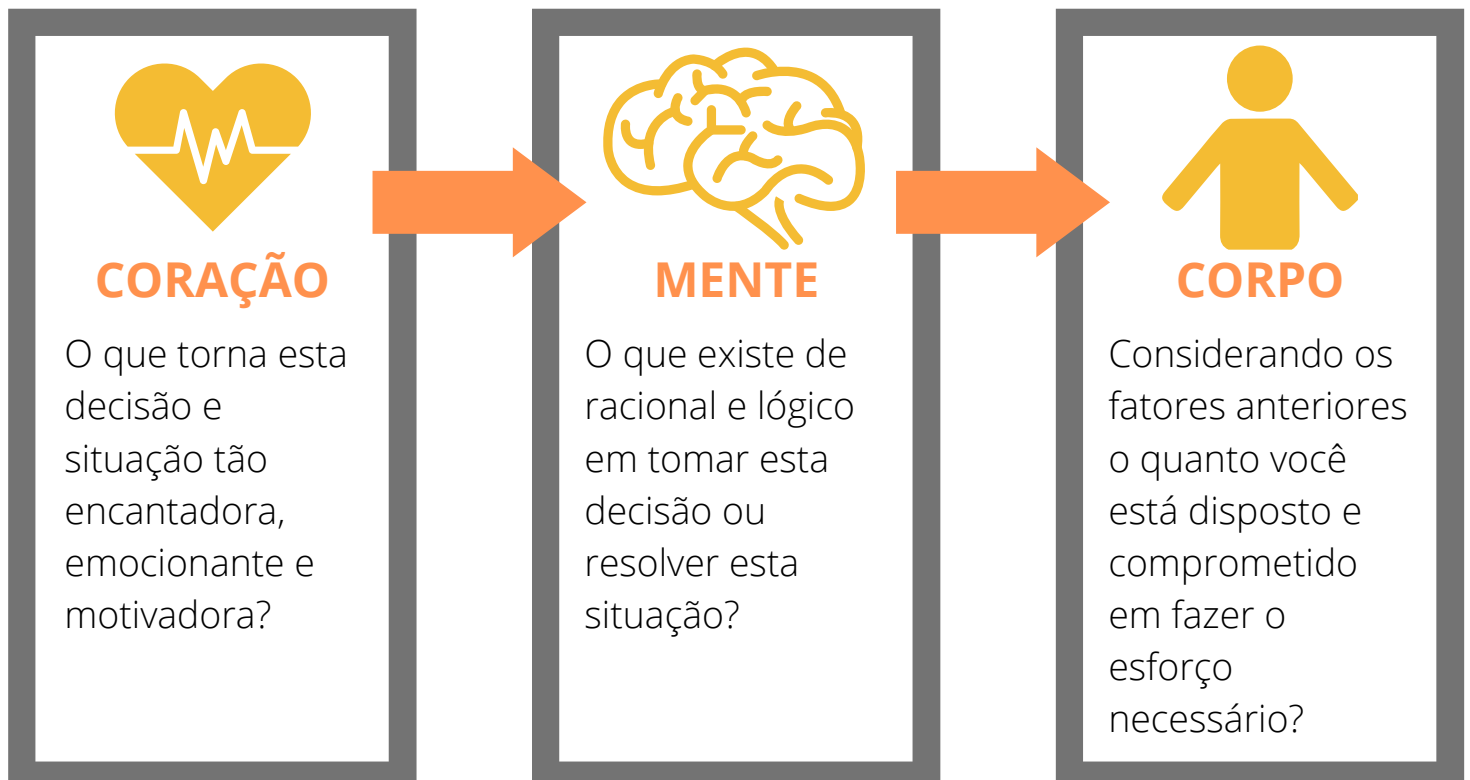 CORAÇÃO
O que torna esta
decisão e
situação tão
encantadora,
emocionante e
motivadora?
MENTE
O que existe de
racional e lógico
em tomar esta
decisão ou
resolver esta
situação?
CORPO
Considerando os
fatores anteriores
o quanto você
está disposto e
comprometido
em fazer o
esforço
necessário?